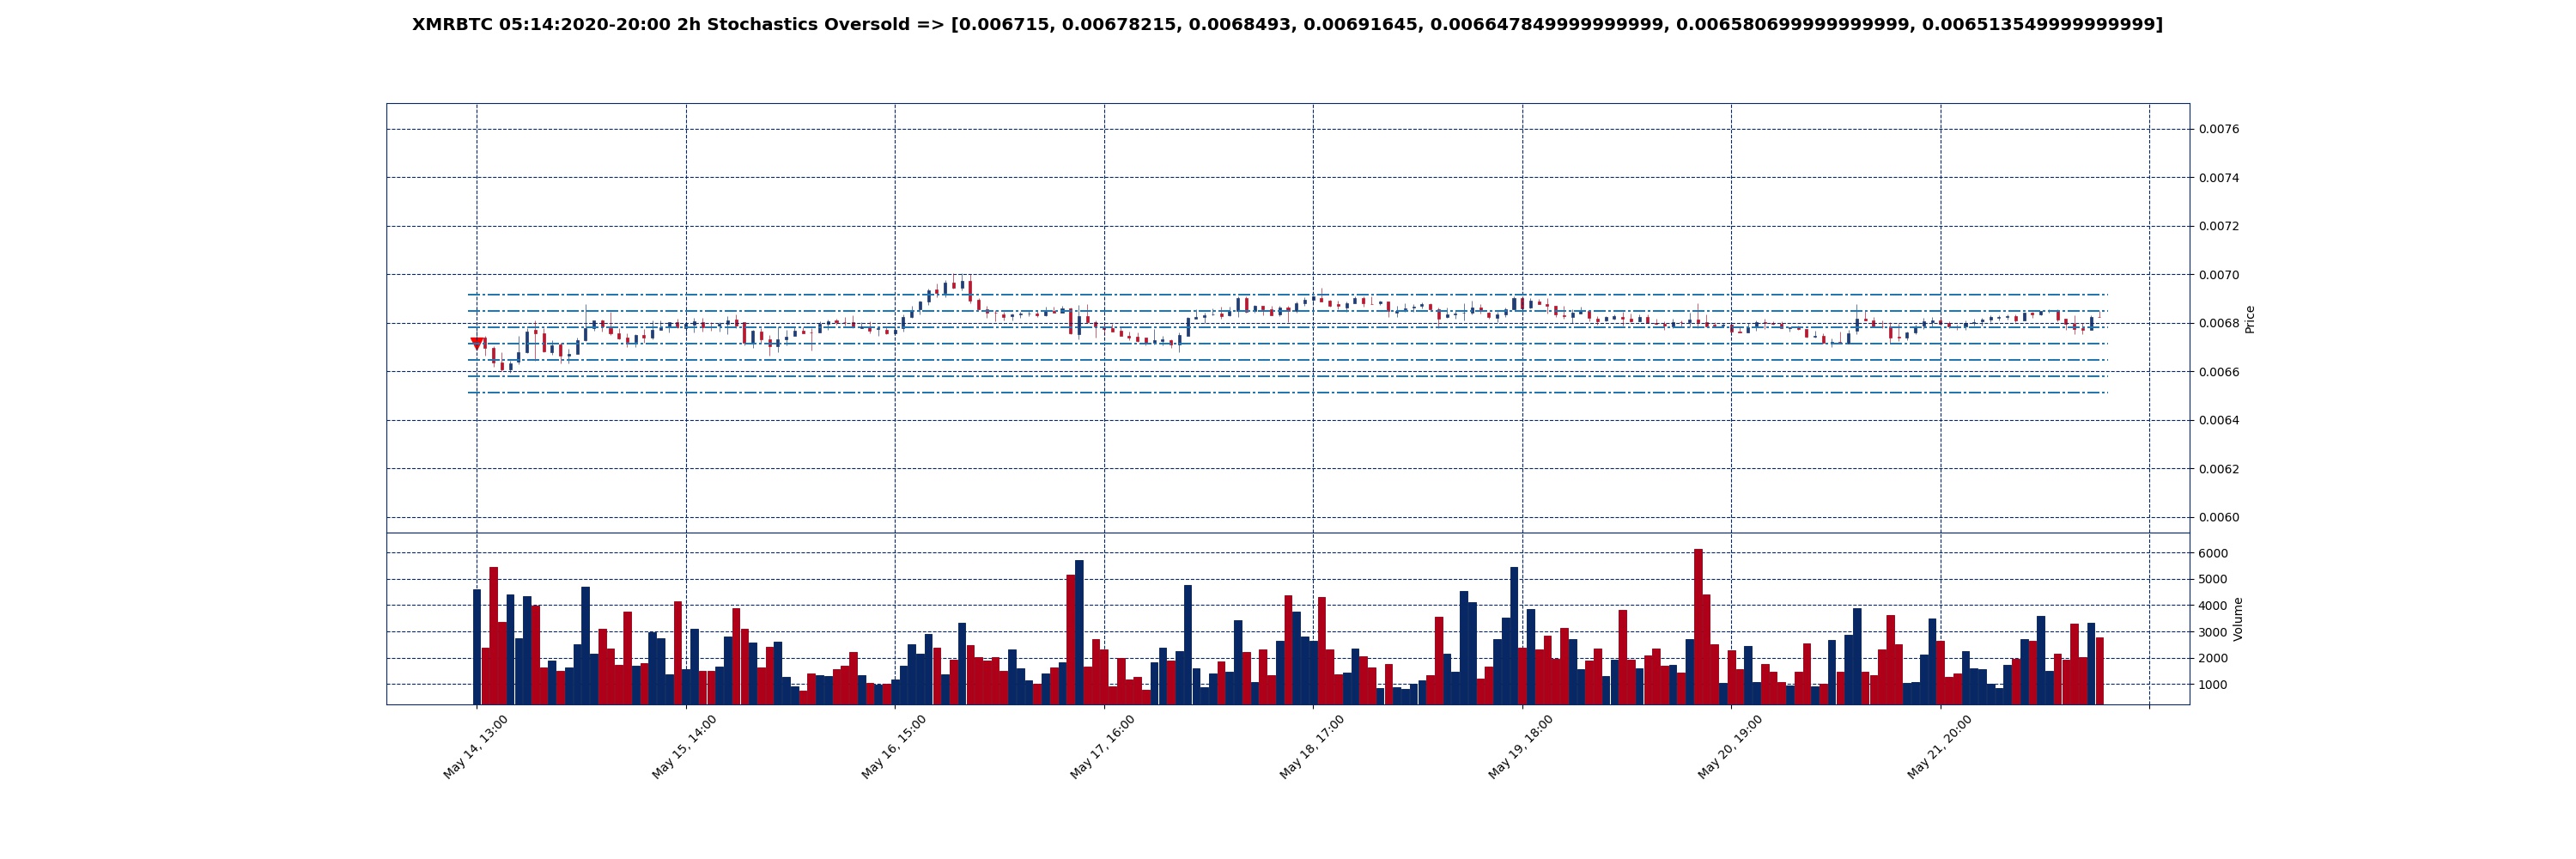 XMRBTC 05:14:2020-20:00 2h Stochastics Oversold => [0.006715, 0.00678215, 0.0068493, 0.00691645, 0.006647849999999999, 0.006580699999999999, 0.006513549999999999]
0.0076
0.0074
0.0072
0.0070
0.0068
0.0066
0.0064
0.0062
0.0060
Price
6000
5000
4000
3000
2000
1000
Volume
May 14, 13:00
May 15, 14:00
May 16, 15:00
May 17, 16:00
May 18, 17:00
May 19, 18:00
May 20, 19:00
May 21, 20:00